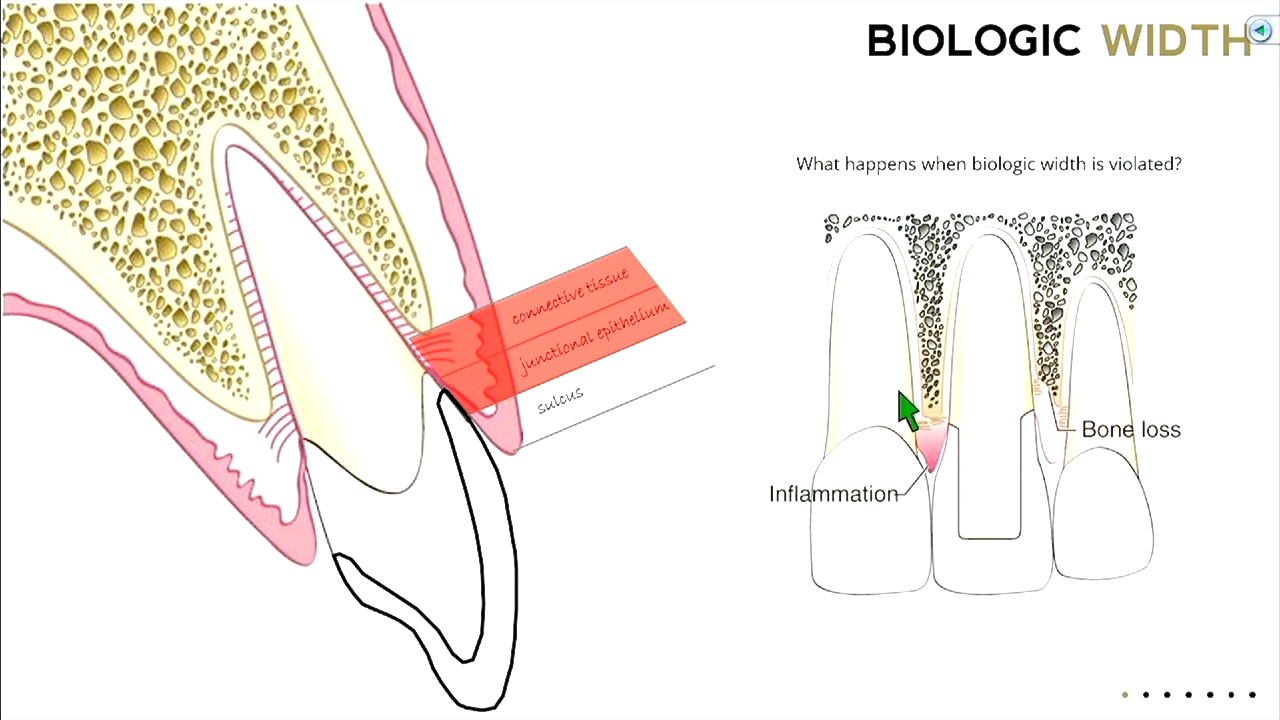 BIOLOGIC WIDTH
What happens when biologic width is violated?
connective tissue
junctional epithelium
sulcus
Bone loss
Inflammation